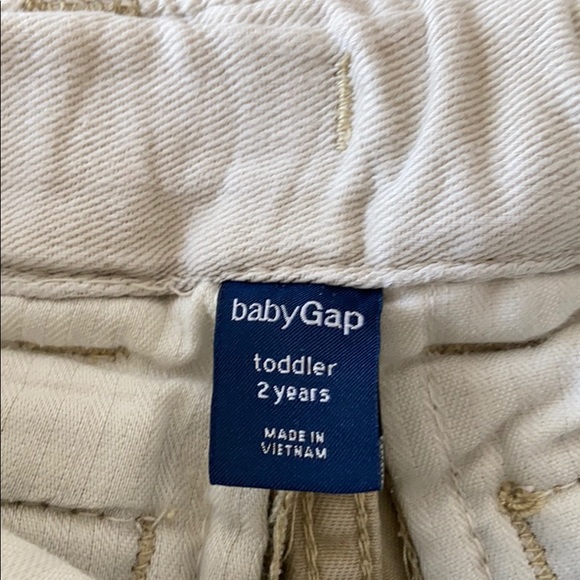 babyGap
toddler
2 years
MADE IN
VIETNAM